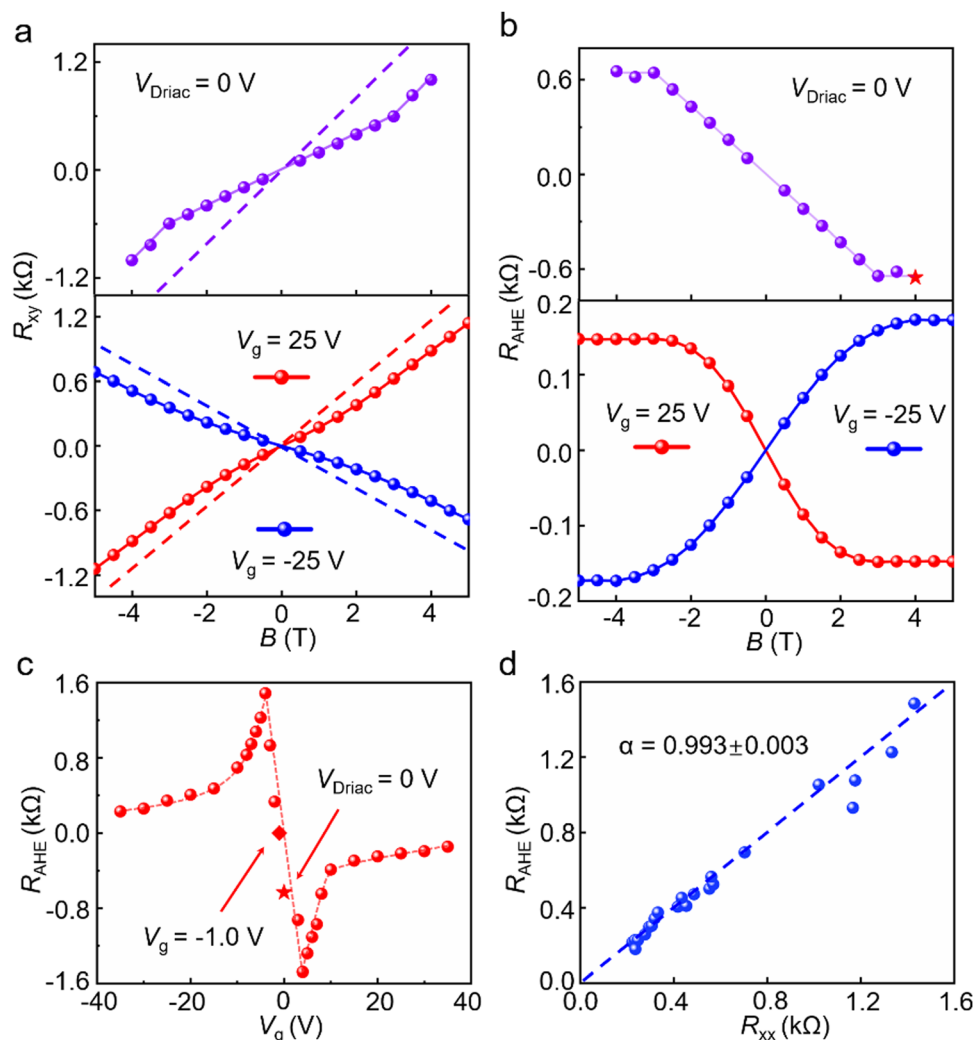 a
b
V_Driac = 0 V
V_Driac = 0 V
1.2
0.0
-1.2
0.6
0.0
-0.6
R_xy (kΩ)
R_AHE (kΩ)
V_g = 25 V
V_g = -25 V
1.2
0.6
0.0
-0.6
-1.2
V_g = 25 V
V_g = -25 V
0.2
0.1
0.0
-0.1
-0.2
-4 -2 0 2 4
B (T)
-4 -2 0 2 4
B (T)
c
d
1.6
0.8
0.0
-0.8
-1.6
R_AHE (kΩ)
V_Driac = 0 V
V_g = -1.0 V
-40 -20 0 20 40
V_g (V)
α = 0.993±0.003
1.6
1.2
0.8
0.4
0.0
R_AHE (kΩ)
0.0 0.4 0.8 1.2 1.6
R_xx (kΩ)